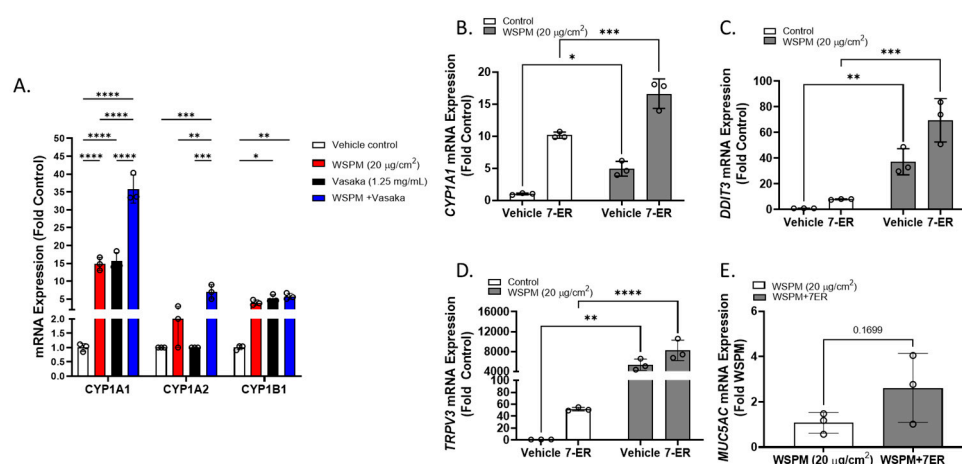 A.
mRNA Expression (Fold Control)
50
45
40
35
30
25
20
15
10
5
2.0
1.5
1.0
0.5
0.0
****
***
**
****
**
****
***
*
****
****
CYP1A1 CYP1A2 CYP1B1
Vehicle control
WSPM (20 µg/cm²)
Vasaka (1.25 mg/mL)
WSPM +Vasaka
B.
Control
WSPM (20 µg/cm²)
***
*
CYP1A1 mRNA Expression
(Fold Control)
20
15
10
5
0
Vehicle 7-ER Vehicle 7-ER
C.
Control
WSPM (20 µg/cm²)
***
**
DDIT3 mRNA Expression
(Fold Control)
100
80
60
40
20
0
Vehicle 7-ER Vehicle 7-ER
D.
Control
WSPM (20 µg/cm²)
****
**
TRPV3 mRNA Expression
(Fold Control)
16000
12000
8000
4000
100
80
60
40
20
0
Vehicle 7-ER Vehicle 7-ER
E.
WSPM (20 µg/cm²)
WSPM+7ER
0.1699
MUC5AC mRNA Expression
(Fold WSPM)
6
4
2
0
WSPM (20 µg/cm²) WSPM+7ER